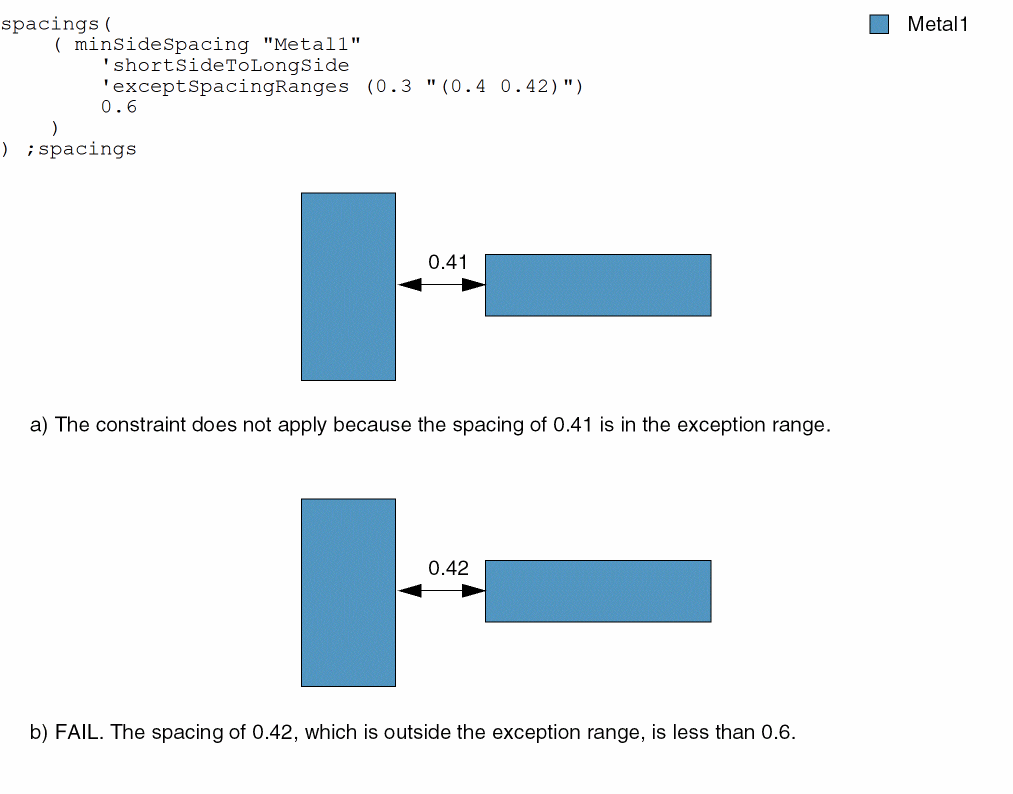 spacings(
    ( minSideSpacing "Metal1"
        'shortSideToLongSide
        'exceptSpacingRanges (0.3 "(0.4 0.42)")
        0.6
    )
) ;spacings
Metal1
0.41
a) The constraint does not apply because the spacing of 0.41 is in the exception range.
0.42
b) FAIL. The spacing of 0.42, which is outside the exception range, is less than 0.6.